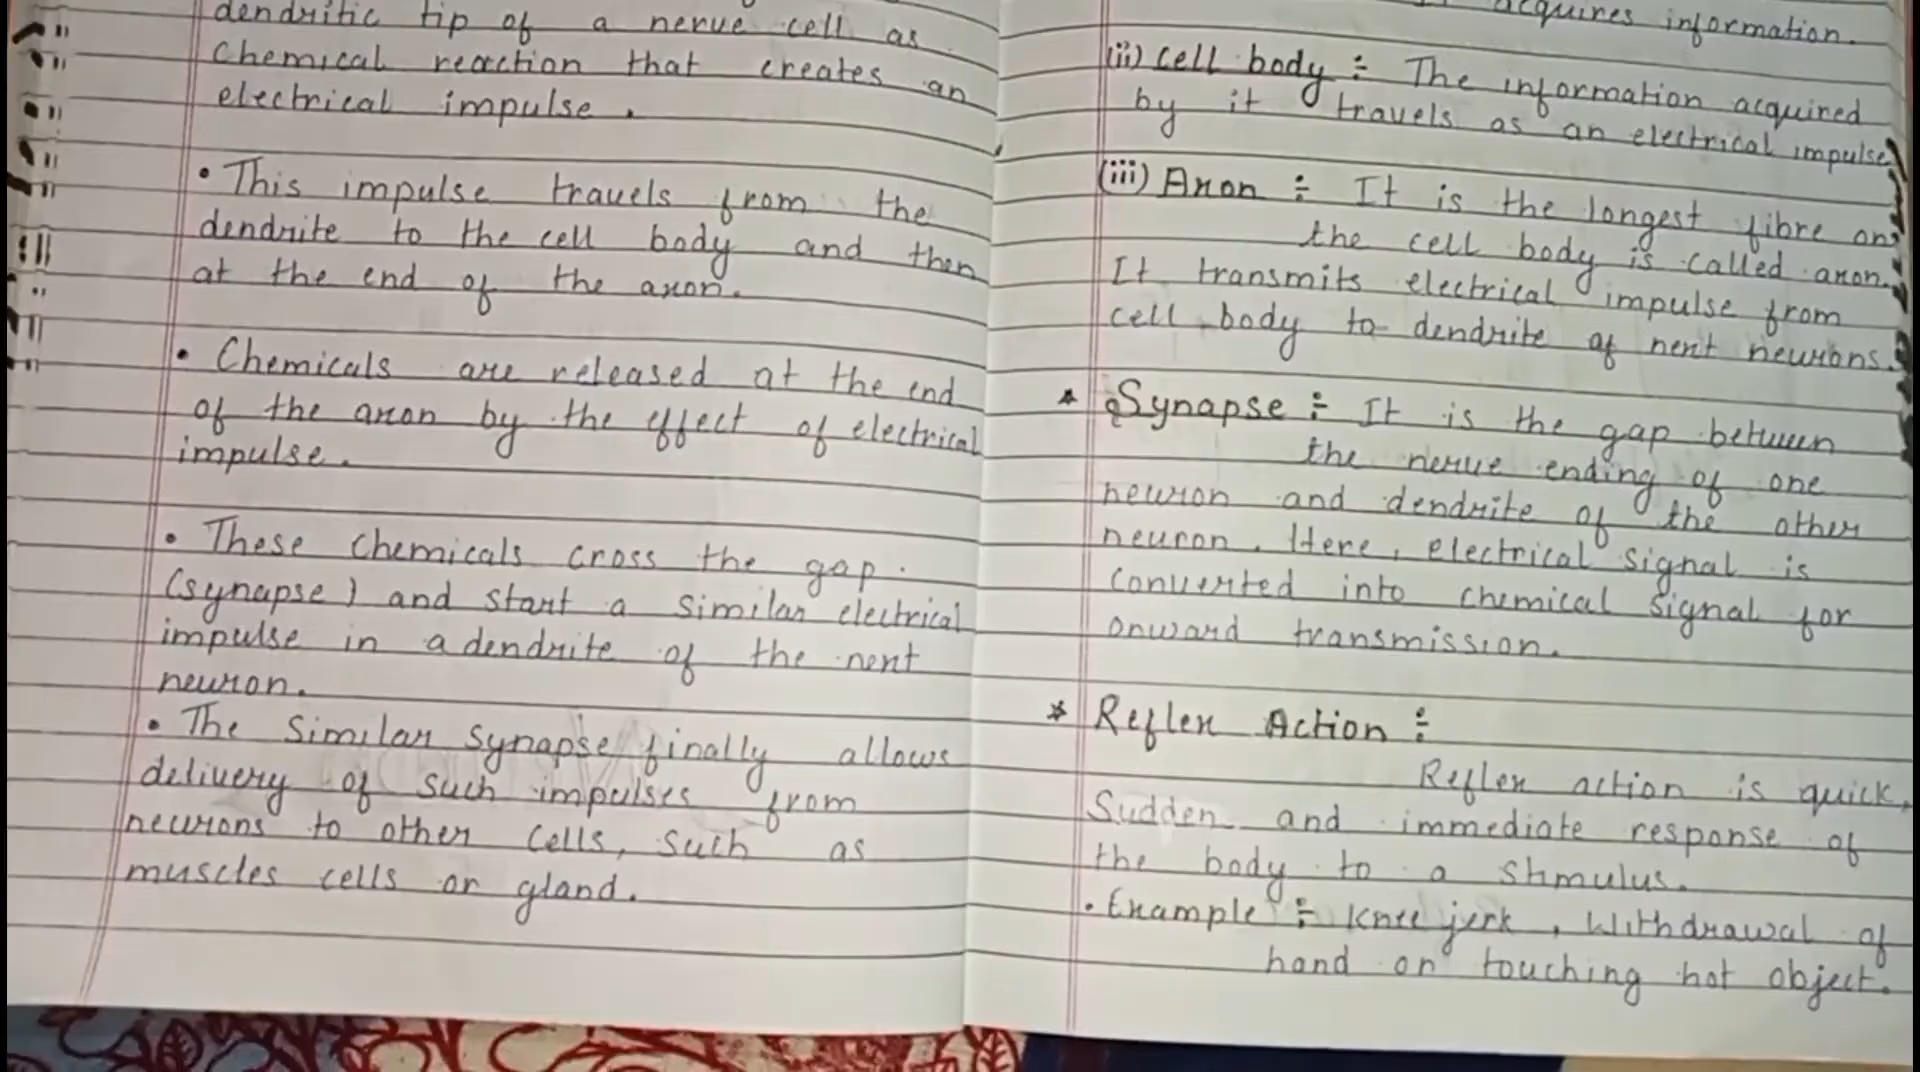 dendritic tip of a nerve cell as
chemical reaction that creates an
electrical impulse.
• This impulse travels from the
dendrite to the cell body and then
at the end of the axon.
• Chemicals are released at the end
of the axon by the effect of electrical
impulse.
• These chemicals cross the gap.
(synapse) and start a similar electrical
impulse in a dendrite of the next
neuron.
• The Similar synapse finally allows
delivery of such impulses from
neurons to other cells, such as
muscles cells or gland.
acquires information.
(ii) Cell body ÷ The information acquired
by it travels as an electrical impulse
(iii) Axon ÷ It is the longest fibre on
the cell body is called axon.
It transmits electrical impulse from
cell body to dendrite of next neurons.
* Synapse ÷ It is the gap between
the nerve ending of one
neuron and dendrite of the other
neuron. Here, electrical signal is
converted into chemical signal for
onward transmission.
* Reflex Action ÷
Reflex action is quick,
Sudden and immediate response of
the body to a stimulus.
• Example ÷ Knee jerk, Withdrawal of
hand on touching hot object.